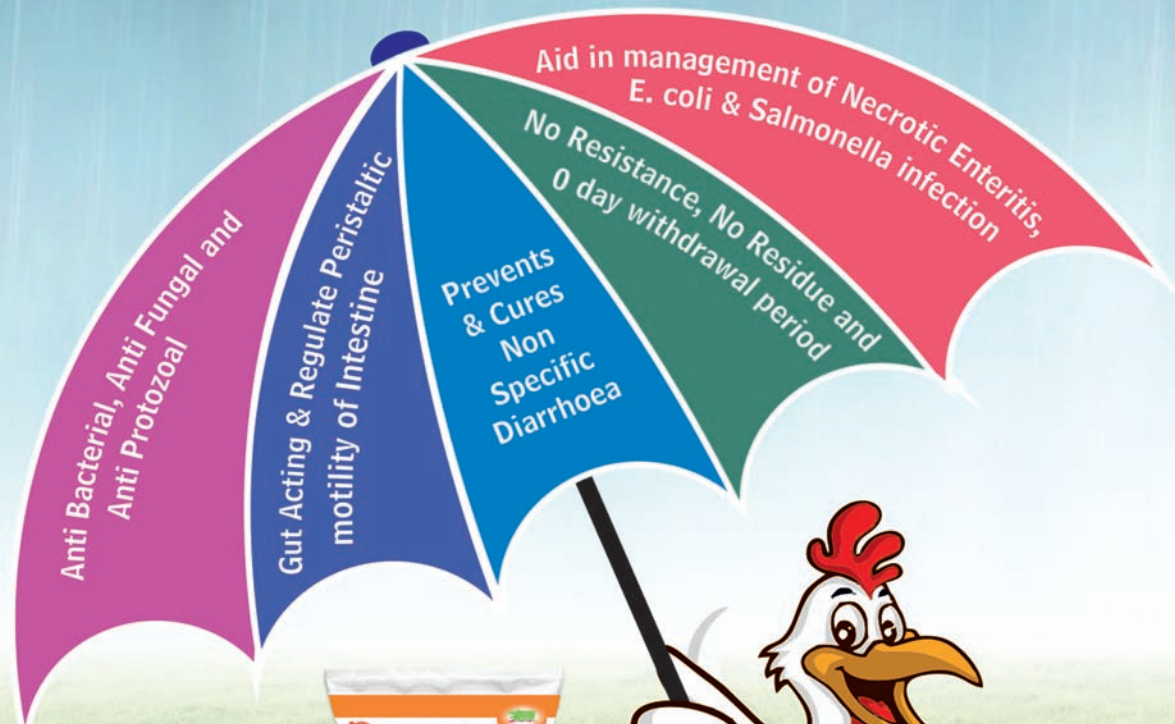 Anti Bacterial, Anti Fungal and
Anti Protozoal
Gut Acting & Regulate Peristaltic
motility of Intestine
Prevents
& Cures
Non
Specific
Diarrhoea
No Resistance, No Residue and
0 day withdrawal period
Aid in management of Necrotic Enteritis,
E. coli & Salmonella infection